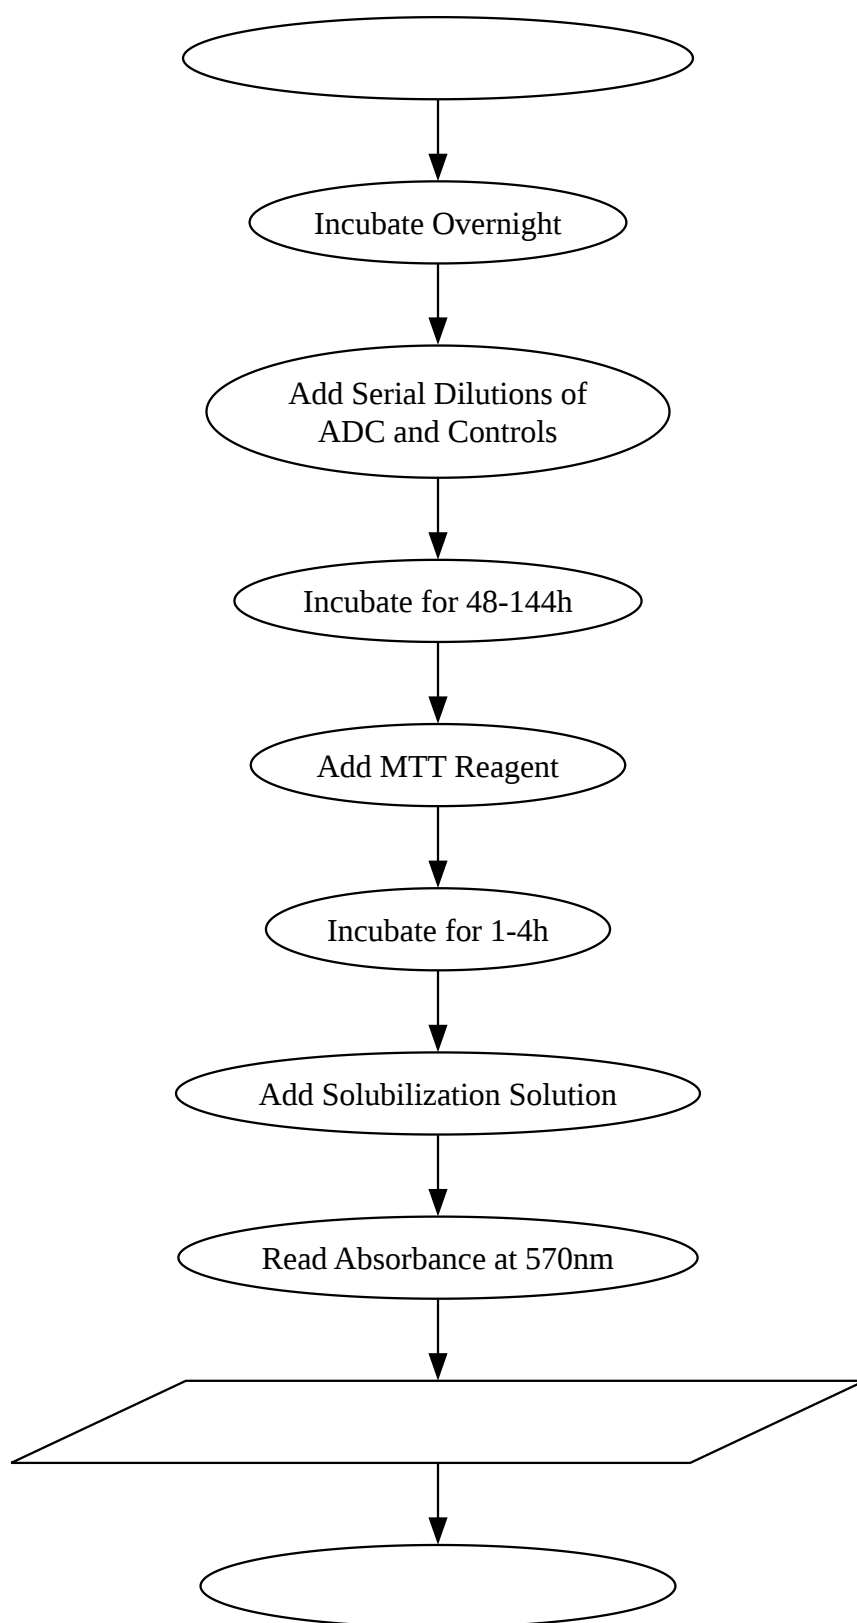 Incubate Overnight
Add Serial Dilutions of
ADC and Controls
Incubate for 48-144h
Add MTT Reagent
Incubate for 1-4h
Add Solubilization Solution
Read Absorbance at 570nm